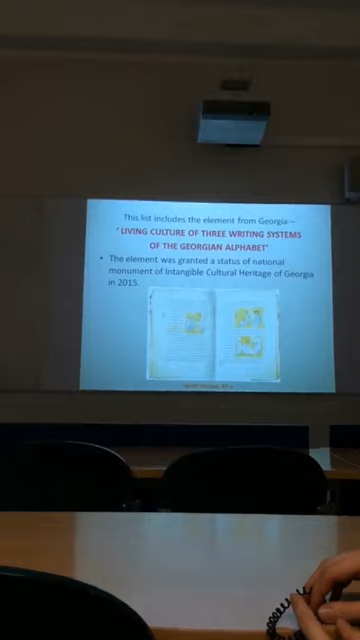 This list includes the element from Georgia –
' LIVING CULTURE OF THREE WRITING SYSTEMS
OF THE GEORGIAN ALPHABET'
• The element was granted a status of national
monument of Intangible Cultural Heritage of Georgia
in 2015.